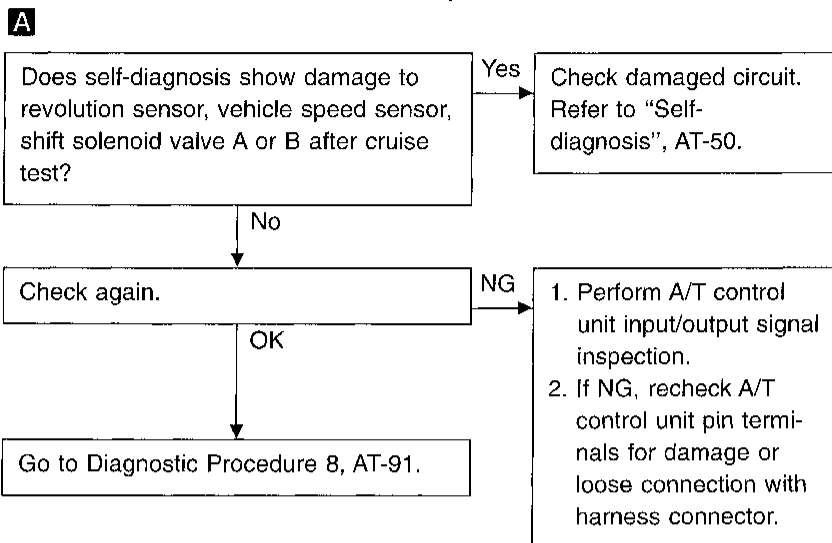 A
Does self-diagnosis show damage to
revolution sensor, vehicle speed sensor,
shift solenoid valve A or B after cruise
test?
Yes
Check damaged circuit.
Refer to “Self-
diagnosis”, AT-50.
No
Check again.
NG
1. Perform A/T control
unit input/output signal
inspection.
2. If NG, recheck A/T
control unit pin termi-
nals for damage or
loose connection with
harness connector.
OK
Go to Diagnostic Procedure 8, AT-91.